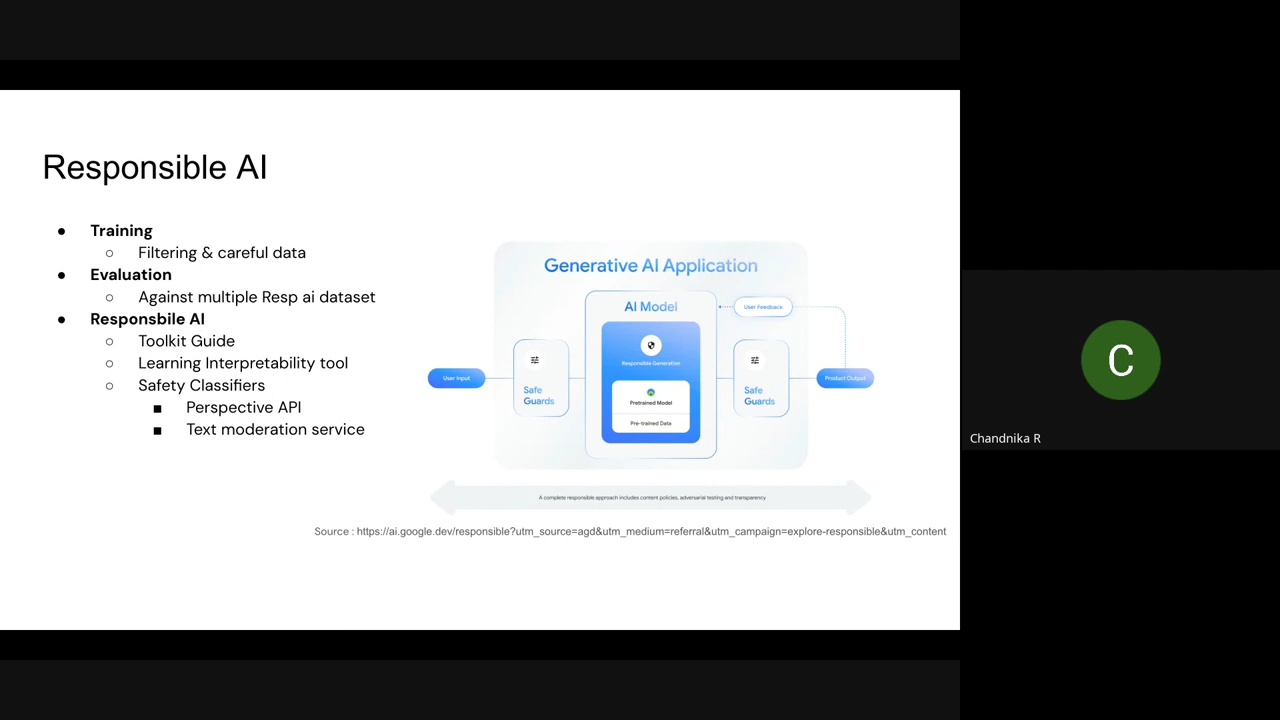 Responsible AI
● Training
○ Filtering & careful data
● Evaluation
○ Against multiple Resp ai dataset
● Responsbile AI
○ Toolkit Guide
○ Learning Interpretability tool
○ Safety Classifiers
■ Perspective API
■ Text moderation service
Generative AI Application
AI Model
User Feedback
Responsible Generation
User Input
Safe
Guards
Pretrained Model
Pre-trained Data
Safe
Guards
Product Output
A complete responsible approach includes content policies, adversarial testing and transparency
Source : https://ai.google.dev/responsible?utm_source=agd&utm_medium=referral&utm_campaign=explore-responsible&utm_content
C
Chandnika R